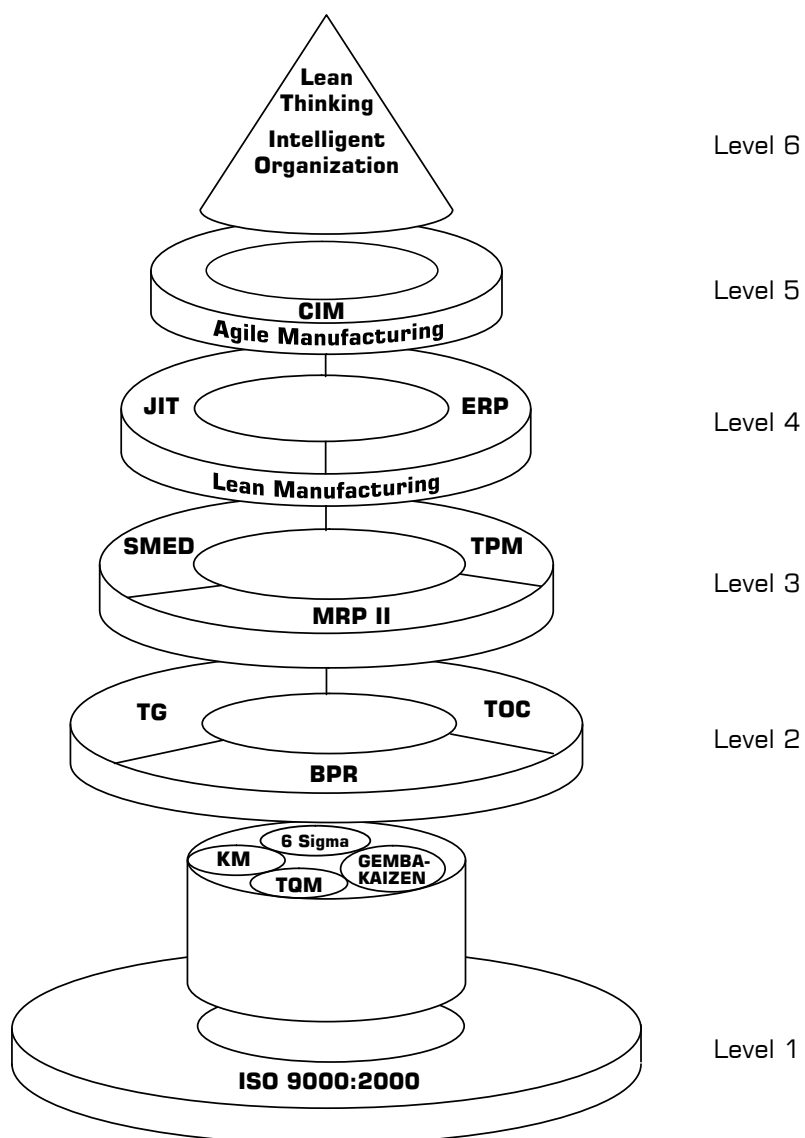 Lean
Thinking
Intelligent
Organization
Level 6
CIM
Agile Manufacturing
Level 5
JIT
ERP
Lean Manufacturing
Level 4
SMED
TPM
MRP II
Level 3
TG
TOC
BPR
Level 2
6 Sigma
KM
GEMBA-
KAIZEN
TQM
ISO 9000:2000
Level 1